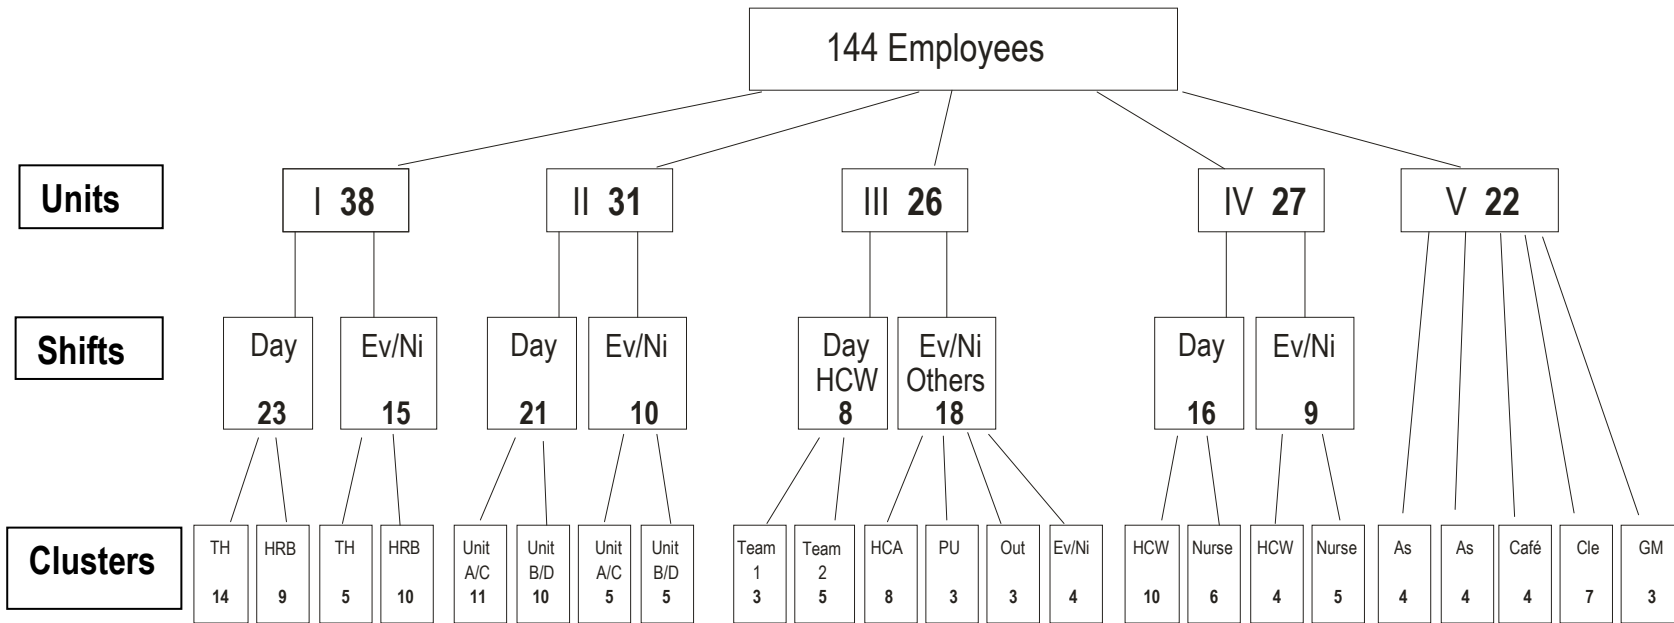 144 Employees
Units
I 38
II 31
III 26
IV 27
V 22
Shifts
Day
23
Ev/Ni
15
Day
21
Ev/Ni
10
Day
HCW
8
Ev/Ni
Others
18
Day
16
Ev/Ni
9
Clusters
TH
14
HRB
9
TH
5
HRB
10
Unit
A/C
11
Unit
B/D
10
Unit
A/C
5
Unit
B/D
5
Team
1
3
Team
2
5
HCA
8
PU
3
Out
3
Ev/Ni
4
HCW
10
Nurse
6
HCW
4
Nurse
5
As
4
As
4
Café
4
Cle
7
GM
3